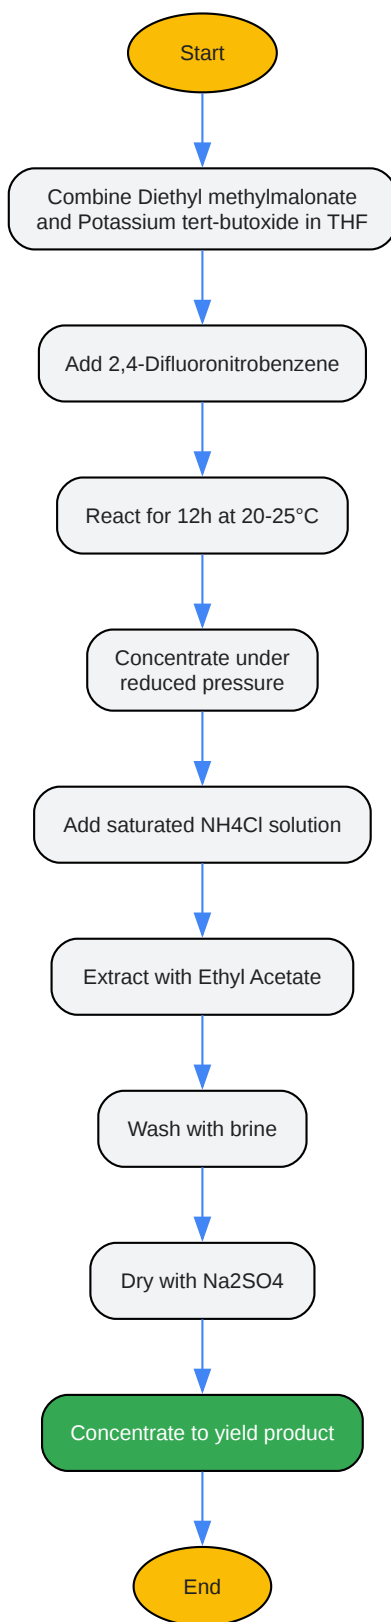 Start
Combine Diethyl methylmalonate
and Potassium tert-butoxide in THF
Add 2,4-Difluoronitrobenzene
React for 12h at 20-25°C
Concentrate under
reduced pressure
Add saturated NH4Cl solution
Extract with Ethyl Acetate
Wash with brine
Dry with Na2SO4
Concentrate to yield product
End